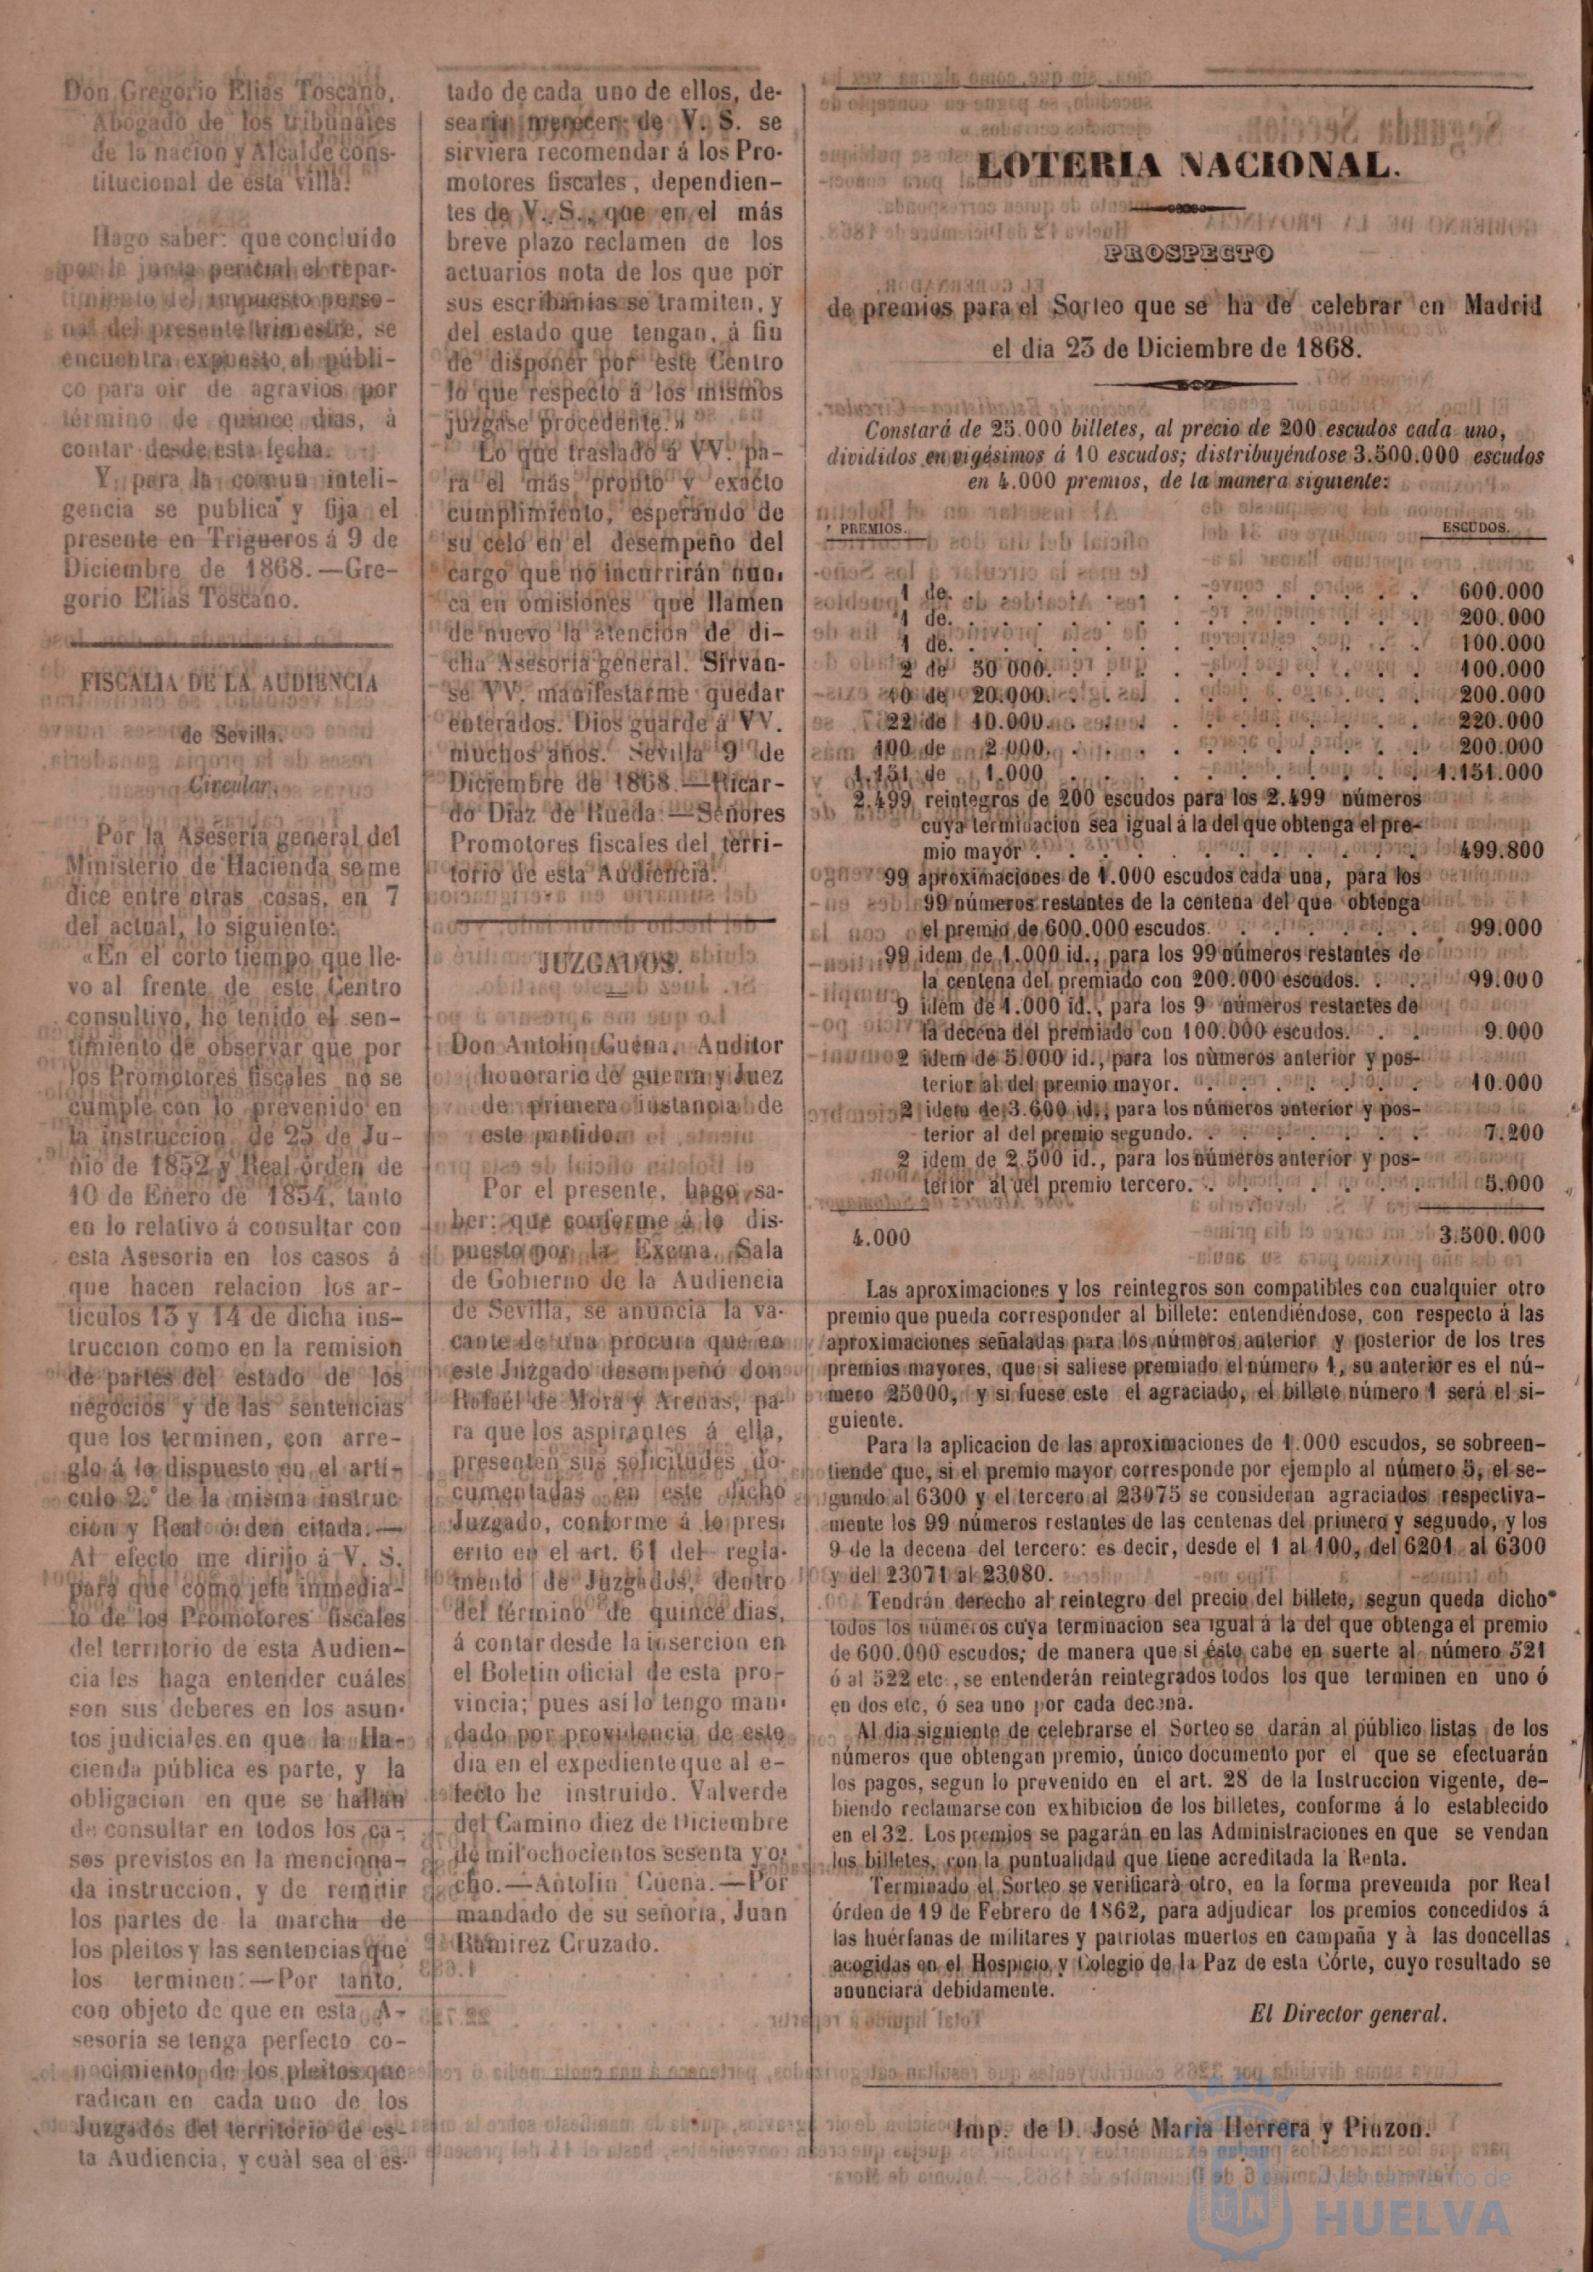 Don Gregorio Elias Toscano,
Abogado de los tribunales
de la nacion y Alcalde cons-
titucional de esta villa.
Hago saber: que concluido
por la junta pericial el repar-
timiento del impuesto perso-
nal del presente trimestre, se
encuentra expuesto al públi-
co para oir de agravios por
término de quince dias, á
contar desde esta fecha.
Y para la comun inteli-
gencia se publica y fija el
presente en Trigueros á 9 de
Diciembre de 1868.—Gre-
gorio Elias Toscano.
FISCALIA DE LA AUDIENCIA
de Sevilla.
Circular.
Por la Asesería general del
Ministerio de Hacienda se me
dice entre otras cosas, en 7
del actual, lo siguiente:
«En el corto tiempo que lle-
vo al frente de este Centro
consultivo, he tenido el sen-
timiento de observar que por
los Promotores fiscales no se
cumple con lo prevenido en
la instruccion de 25 de Ju-
nio de 1852 y Real órden de
10 de Enero de 1854, tanto
en lo relativo á consultar con
esta Asesoria en los casos á
que hacen relacion los ar-
tículos 13 y 14 de dicha ins-
truccion como en la remision
de partes del estado de los
negocios y de las sentencias
que los terminen, con arre-
glo á lo dispuesto en el artí-
culo 2.º de la misma instruc
cion y Real órden citada.—
Al efecto me dirijo á V. S.
para que como jefe inmedia-
to de los Promotores fiscales
del territorio de esta Audien-
cia les haga entender cuáles
son sus deberes en los asun-
tos judiciales en que la Ha-
cienda pública es parte, y la
obligacion en que se hallan
de consultar en todos los ca-
sos previstos en la menciona-
da instruccion, y de remitir
los partes de la marcha de
los pleitos y las sentencias que
los terminen:—Por tanto,
con objeto de que en esta A-
sesoría se tenga perfecto co-
nocimiento de los pleitos que
radican en cada uno de los
Juzgados del territorio de es-
ta Audiencia, y cuàl sea el es-
tado de cada uno de ellos, de-
searia merecer de V. S. se
sirviera recomendar á los Pro-
motores fiscales, dependien-
tes de V. S., que en el más
breve plazo reclamen de los
actuarios nota de los que por
sus escribanías se tramiten, y
del estado que tengan, á fin
de disponer por este Centro
lo que respecto á los mismos
juzgase procedente.»
Lo que traslado á VV. pa-
ra el más pronto y exacto
cumplimiento, esperando de
su celo en el desempeño del
cargo que no incurrirán nun-
ca en omisiones que llamen
de nuevo la atencion de di-
cha Asesoría general. Sírvan-
se VV. manifestarme quedar
enterados. Dios guarde á VV.
muchos años. Sevilla 9 de
Diciembre de 1868.—Ricar-
do Diaz de Rueda.—Señores
Promotores fiscales del terri-
torio de esta Audiencia.
JUZGADOS.
Don Antolin Cuena, Auditor
honorario de guerra y Juez
de primera instancia de
este partido.
Por el presente, hago sa-
ber: que conforme á lo dis-
puesto por la Excma. Sala
de Gobierno de la Audiencia
de Sevilla, se anuncia la va-
cante de una procura que en
este Juzgado desempeñó don
Rafaél de Mora y Arenas, pa-
ra que los aspirantes á ella,
presenten sus solicitudes do-
cumentadas en este dicho
Juzgado, conforme á lo pres-
crito en el art. 61 del regla-
mento de Juzgados, dentro
del término de quince dias,
á contar desde la insercion en
el Boletin oficial de esta pro-
vincia; pues así lo tengo man-
dado por providencia de este
dia en el expediente que al e-
fecto he instruido. Valverde
del Camino diez de Diciembre
de mil ochocientos sesenta y o-
cho.—Antolin Cuena.—Por
mandado de su señoria, Juan
Ramirez Cruzado.
LOTERIA NACIONAL.
PROSPECTO
de premios para el Sorteo que se ha de celebrar en Madrid
el dia 23 de Diciembre de 1868.
Constará de 25.000 billetes, al precio de 200 escudos cada uno,
divididos en vigésimos á 10 escudos; distribuyéndose 3.500.000 escudos
en 4.000 premios, de la manera siguiente:
PREMIOS. ESCUDOS.
1 de. . . . . . . . 600.000
1 de. . . . . . . . 200.000
1 de. . . . . . . . 100.000
2 de 50.000. . . . . . . 100.000
10 de 20.000. . . . . . . 200.000
22 de 10.000. . . . . . . 220.000
100 de 2.000. . . . . . . 200.000
1.151 de 1.000. . . . . . . 1.151.000
2.499 reintegros de 200 escudos para los 2.499 números
cuya terminacion sea igual á la del que obtenga el pre-
mio mayor . . . . . . . 499.800
99 aproximaciones de 1.000 escudos cada una, para los
99 números restantes de la centena del que obtenga
el premio de 600.000 escudos. . . . . . 99.000
99 idem de 1.000 id., para los 99 números restantes de
la centena del premiado con 200.000 escudos. . . 99.000
9 idem de 1.000 id., para los 9 números restantes de
la decena del premiado con 100.000 escudos. . . 9.000
2 idem de 5.000 id., para los números anterior y pos-
terior al del premio mayor. . . . . . 10.000
2 idem de 3.600 id., para los números anterior y pos-
terior al del premio segundo. . . . . . 7.200
2 idem de 2.500 id., para los números anterior y pos-
terior al del premio tercero. . . . . . 5.000
4.000 3.500.000
Las aproximaciones y los reintegros son compatibles con cualquier otro
premio que pueda corresponder al billete: entendiéndose, con respecto á las
aproximaciones señaladas para los números anterior y posterior de los tres
premios mayores, que si saliese premiado el número 1, su anterior es el nú-
mero 25000, y si fuese este el agraciado, el billete número 1 será el si-
guiente.
Para la aplicacion de las aproximaciones de 1.000 escudos, se sobreen-
tiende que, si el premio mayor corresponde por ejemplo al número 5, el se-
gundo al 6300 y el tercero al 23075 se consideran agraciados respectiva-
mente los 99 números restantes de las centenas del primero y segundo, y los
9 de la decena del tercero: es decir, desde el 1 al 100, del 6201 al 6300
y del 23071 al 23080.
Tendrán derecho al reintegro del precio del billete, segun queda dicho
todos los números cuya terminacion sea igual á la del que obtenga el premio
de 600.000 escudos; de manera que si éste cabe en suerte al número 521
ó al 522 etc., se entenderán reintegrados todos los que terminen en uno ó
en dos etc, ó sea uno por cada decena.
Al dia siguiente de celebrarse el Sorteo se darán al público listas de los
números que obtengan premio, único documento por el que se efectuarán
los pagos, segun lo prevenido en el art. 28 de la Instruccion vigente, de-
biendo reclamarse con exhibicion de los billetes, conforme á lo establecido
en el 32. Los premios se pagarán en las Administraciones en que se vendan
los billetes, con la puntualidad que tiene acreditada la Renta.
Terminado el Sorteo se verificará otro, en la forma prevenida por Real
órden de 19 de Febrero de 1862, para adjudicar los premios concedidos á
las huérfanas de militares y patriotas muertos en campaña y à las doncellas
acogidas en el Hospicio y Colegio de la Paz de esta Córte, cuyo resultado se
anunciará debidamente.
El Director general.
Imp. de D. José Maria Herrera y Pinzon.
Ayuntamiento de
HUELVA